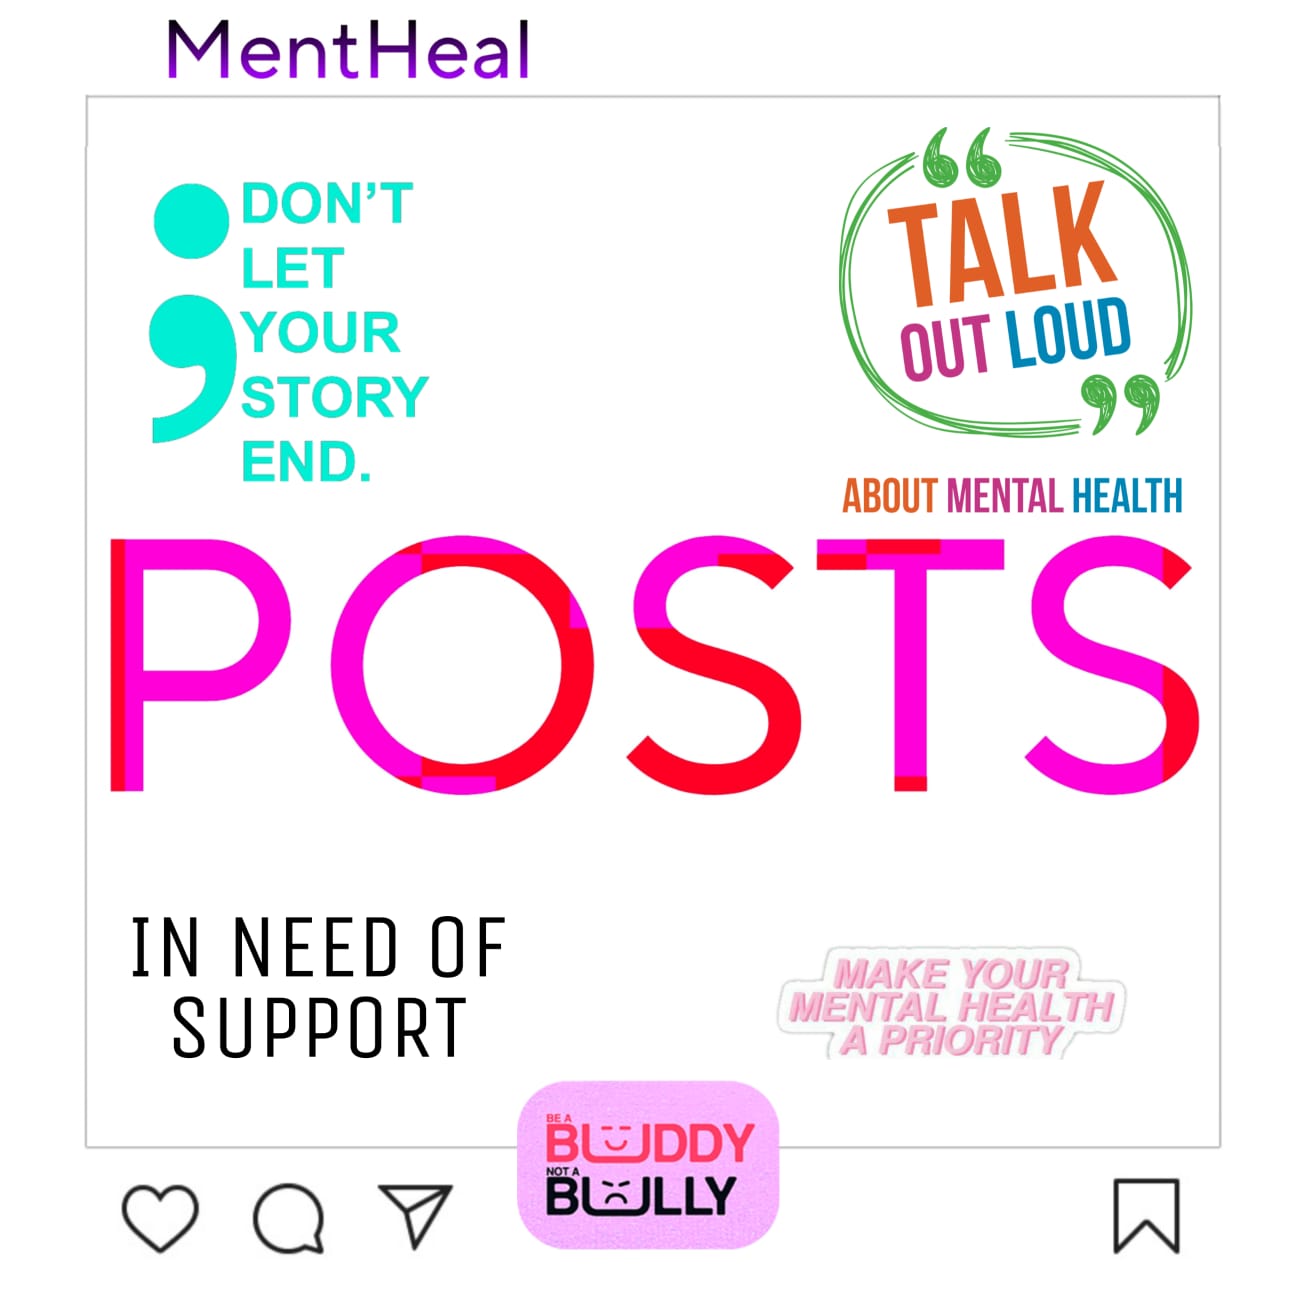 MentHeal
DON'T
LET
YOUR
STORY
END.
TALK
OUT LOUD
ABOUT MENTAL HEALTH
POSTS
IN NEED OF
SUPPORT
MAKE YOUR
MENTAL HEALTH
A PRIORITY
BE A
BUDDY
NOT A
BULLY